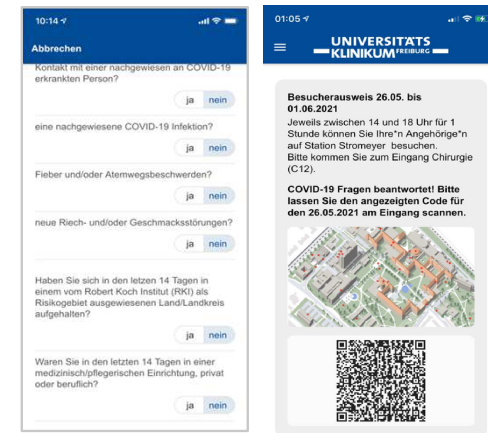 10:14
Abbrechen
Kontakt mit einer nachgewiesen an COVID-19
erkrankten Person?
ja nein
eine nachgewiesene COVID-19 Infektion?
ja nein
Fieber und/oder Atemwegsbeschwerden?
ja nein
neue Riech- und/oder Geschmacksstörungen?
ja nein
Haben Sie sich in den letzen 14 Tagen in
einem vom Robert Koch Institut (RKI) als
Risikogebiet ausgewiesenen Land/Landkreis
aufgehalten?
ja nein
Waren Sie in den letzten 14 Tagen in einer
medizinisch/pflegerischen Einrichtung, privat
oder beruflich?
ja nein
01:05
UNIVERSITÄTS
KLINIKUM FREIBURG
Besucherausweis 26.05. bis
01.06.2021
Jeweils zwischen 14 und 18 Uhr für 1
Stunde können Sie Ihre*n Angehörige*n
auf Station Stromeyer besuchen.
Bitte kommen Sie zum Eingang Chirurgie
(C12).
COVID-19 Fragen beantwortet! Bitte
lassen Sie den angezeigten Code für
den 26.05.2021 am Eingang scannen.